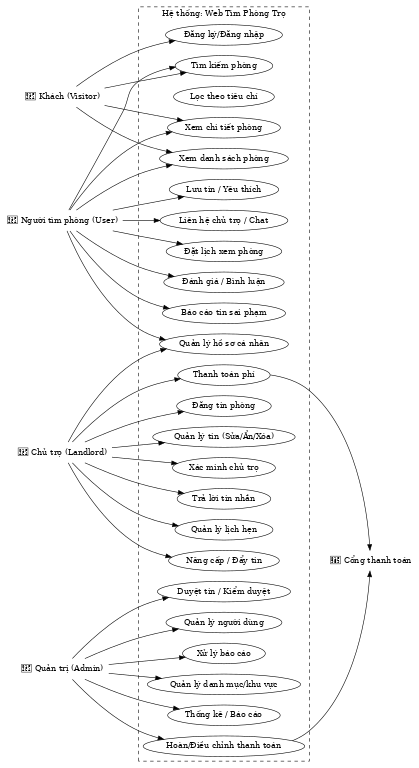 Hệ thống: Web Tìm Phòng Trọ
Đăng ký/Đăng nhập
Tìm kiếm phòng
Khách (Visitor)
Lọc theo tiêu chí
Xem chi tiết phòng
Xem danh sách phòng
Lưu tin / Yêu thích
Người tìm phòng (User)
Liên hệ chủ trọ / Chat
Đặt lịch xem phòng
Đánh giá / Bình luận
Báo cáo tin sai phạm
Quản lý hồ sơ cá nhân
Thanh toán phí
Đăng tin phòng
Quản lý tin (Sửa/Ẩn/Xóa)
Chủ trọ (Landlord)
Xác minh chủ trọ
Trả lời tin nhắn
Quản lý lịch hẹn
Nâng cấp / Đẩy tin
Cổng thanh toán
Duyệt tin / Kiểm duyệt
Quản lý người dùng
Xử lý báo cáo
Quản trị (Admin)
Quản lý danh mục/khu vực
Thống kê / Báo cáo
Hoàn/Điều chỉnh thanh toán